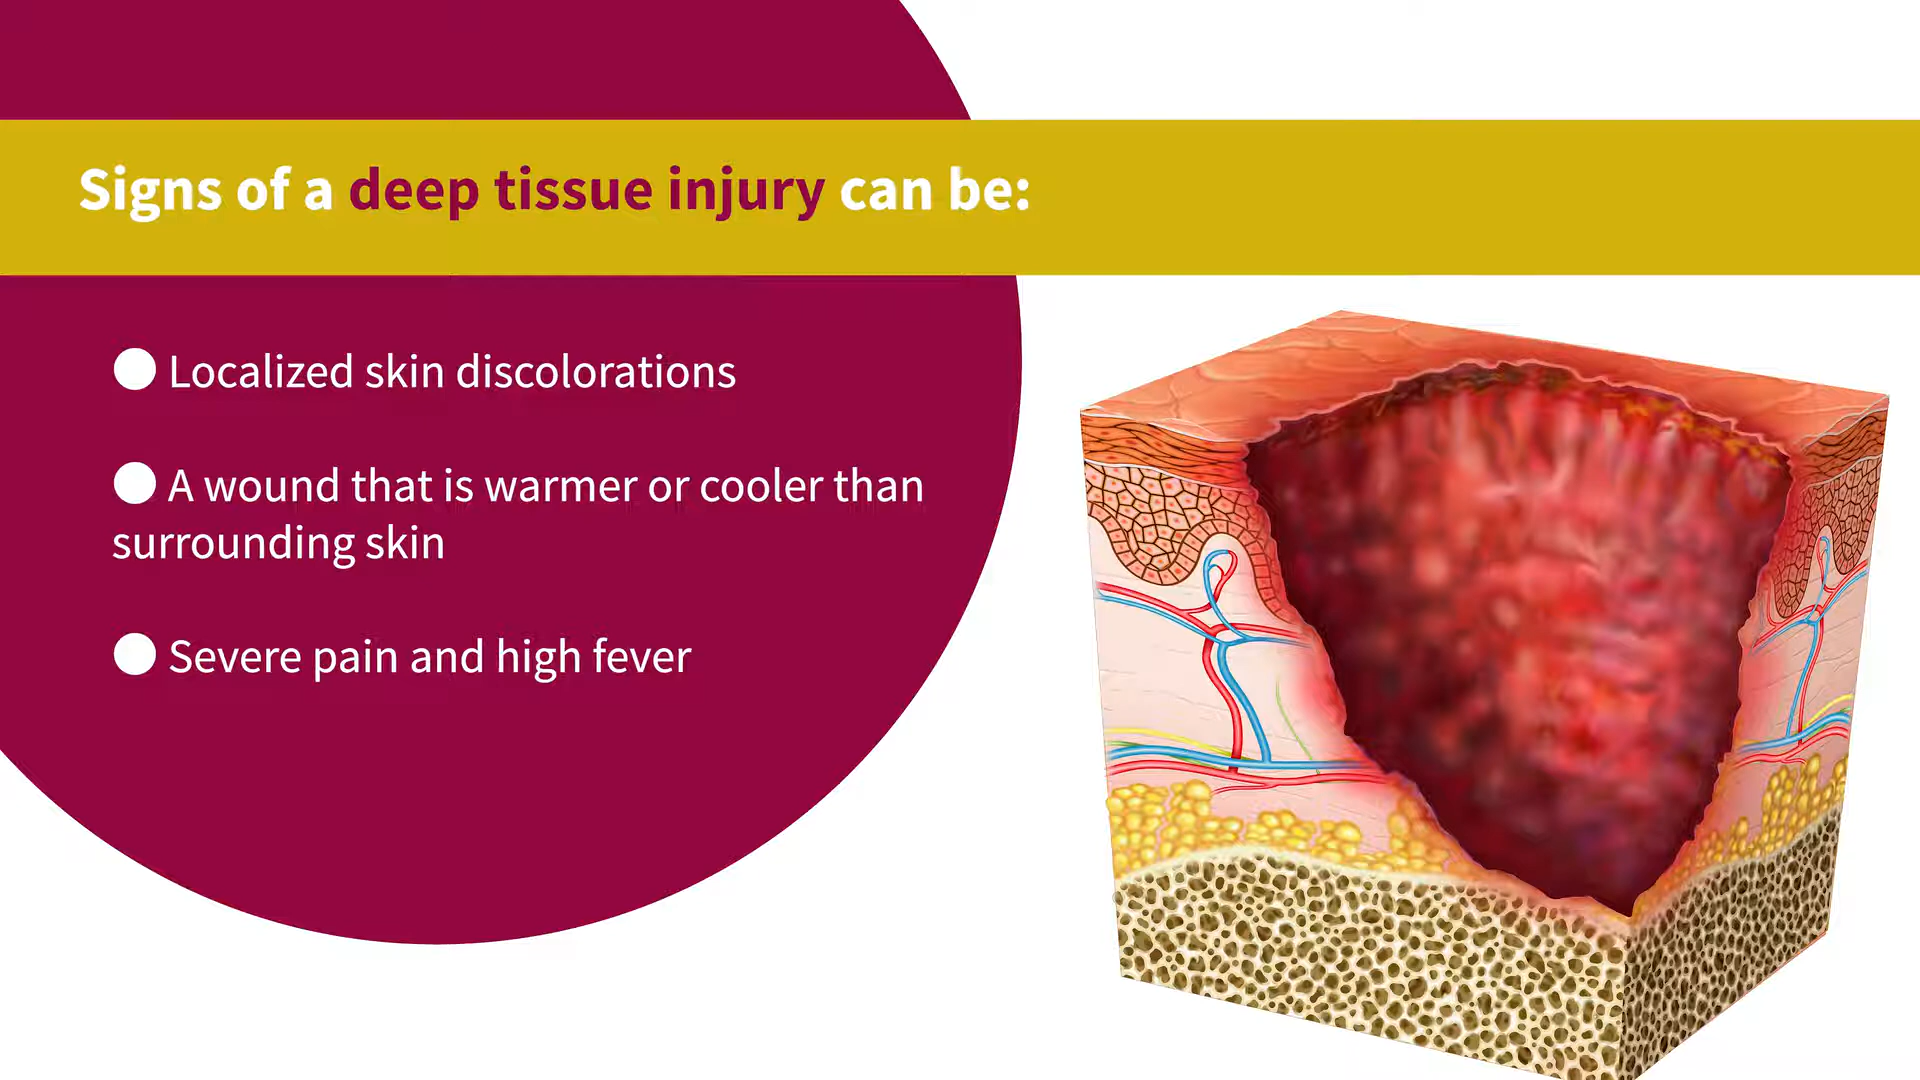 Signs of a deep tissue injury can be:
● Localized skin discolorations
● A wound that is warmer or cooler than
surrounding skin
● Severe pain and high fever